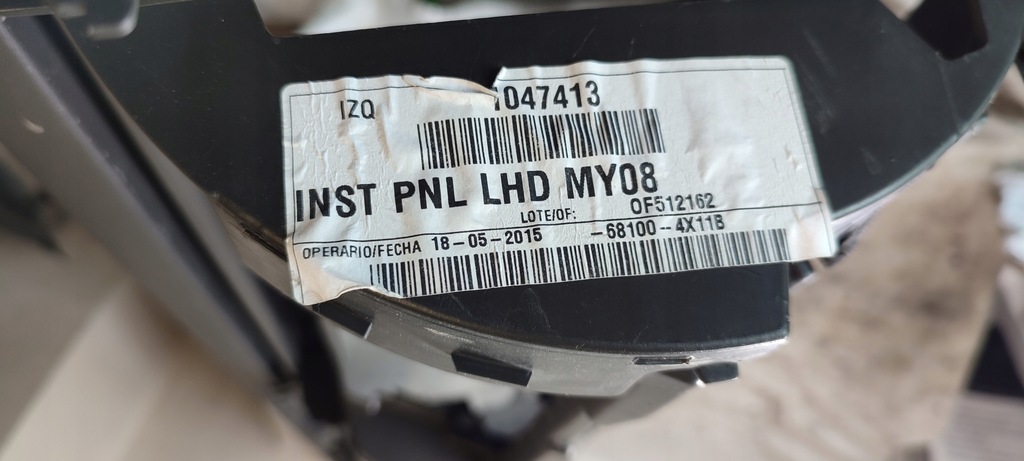 IZQ 1047413
INST PNL LHD MY08
LOTE/OF: OF512162
OPERARIO/FECHA 18-05-2015 -68100-4X11B